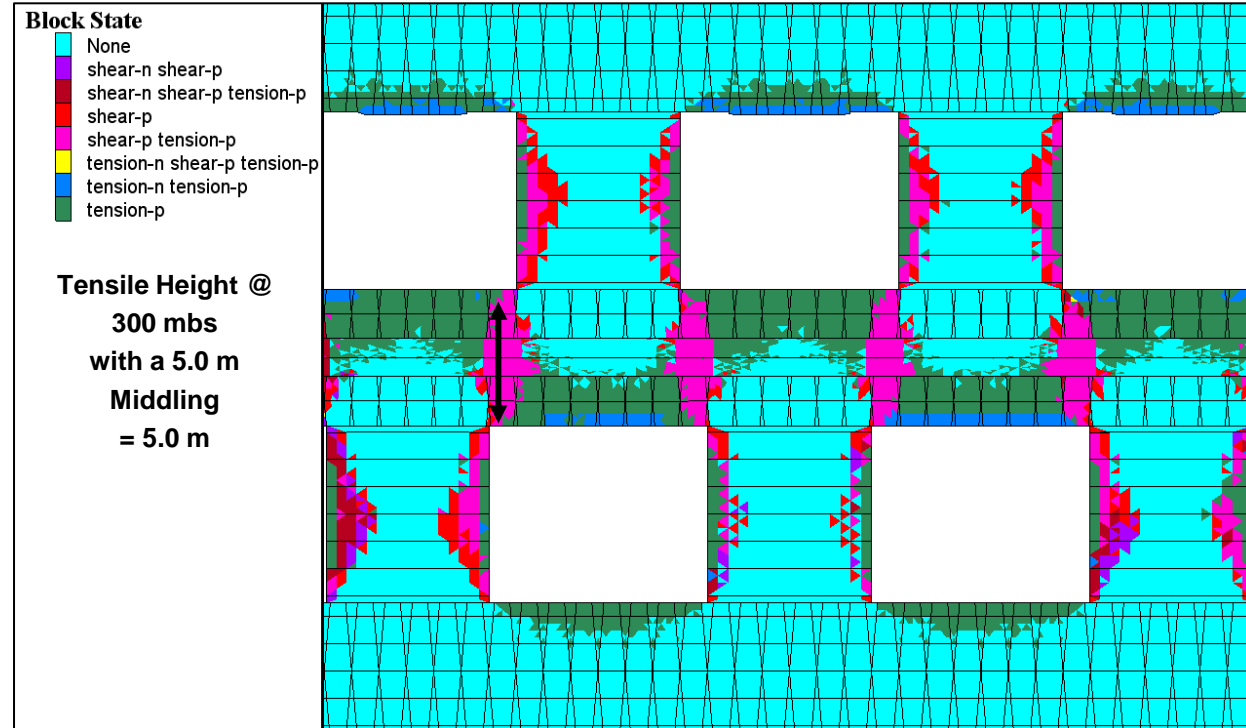 Block State
None
shear-n shear-p
shear-n shear-p tension-p
shear-p
shear-p tension-p
tension-n shear-p tension-p
tension-n tension-p
tension-p
Tensile Height @
300 mbs
with a 5.0 m
Middling
= 5.0 m